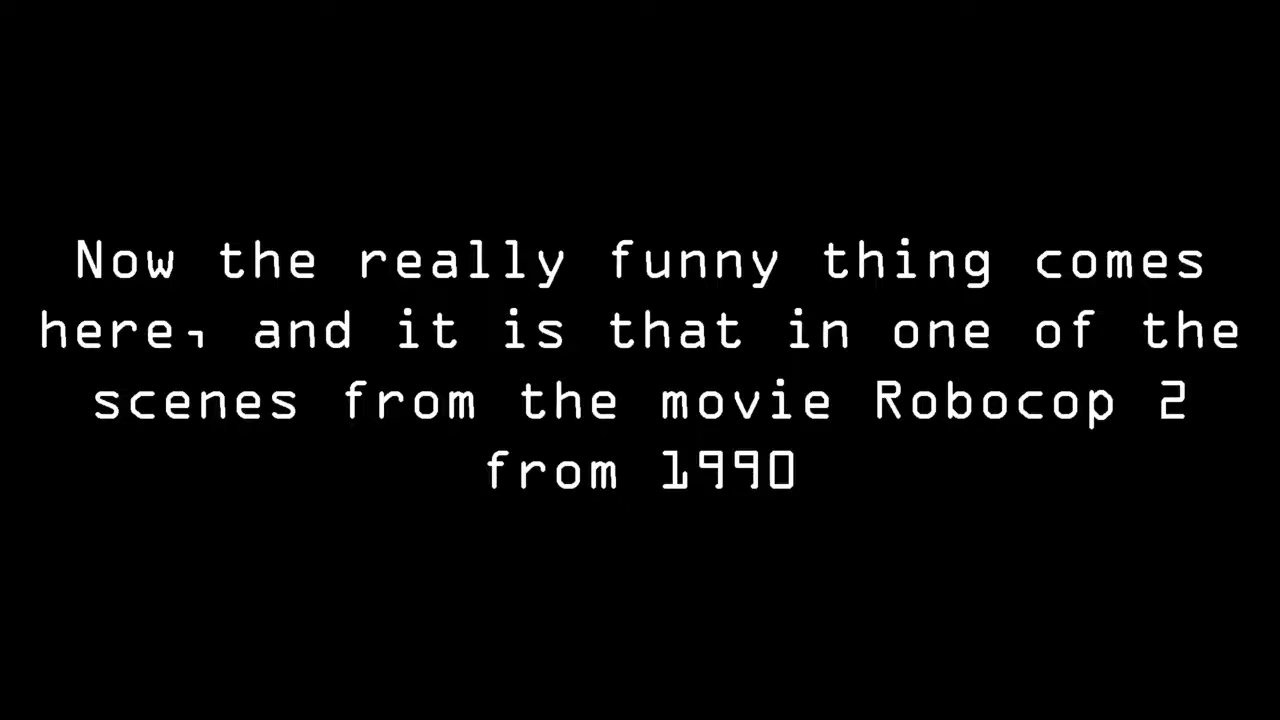 Now the really funny thing comes
here, and it is that in one of the
scenes from the movie Robocop 2
from 1990